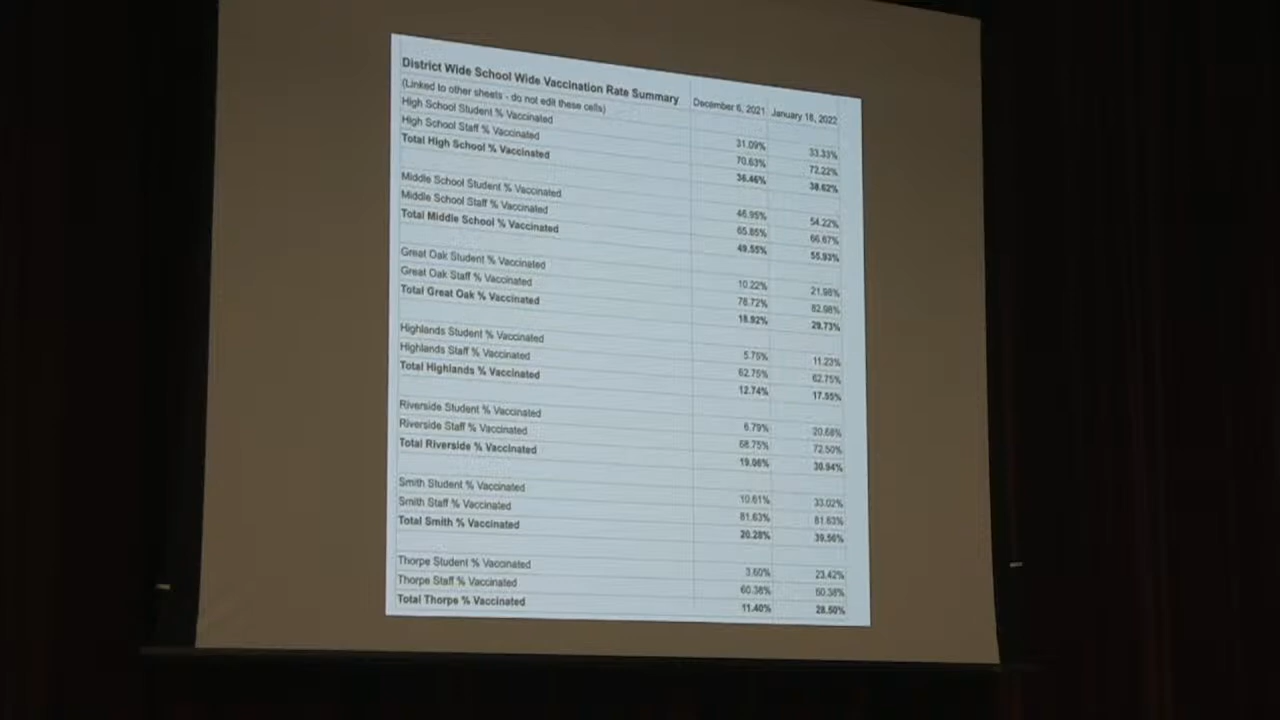 District Wide School Wide Vaccination Rate Summary December 6, 2021 January 18, 2022
(Linked to other sheets - do not edit these cells)
High School Student % Vaccinated 31.09% 33.33%
High School Staff % Vaccinated 70.63% 72.22%
Total High School % Vaccinated 36.46% 38.62%
Middle School Student % Vaccinated 46.95% 54.22%
Middle School Staff % Vaccinated 65.85% 66.67%
Total Middle School % Vaccinated 49.55% 55.93%
Great Oak Student % Vaccinated 10.22% 21.98%
Great Oak Staff % Vaccinated 78.72% 82.98%
Total Great Oak % Vaccinated 18.92% 29.73%
Highlands Student % Vaccinated 5.75% 11.23%
Highlands Staff % Vaccinated 62.75% 62.75%
Total Highlands % Vaccinated 12.74% 17.55%
Riverside Student % Vaccinated 6.79% 20.68%
Riverside Staff % Vaccinated 68.75% 72.50%
Total Riverside % Vaccinated 19.06% 30.94%
Smith Student % Vaccinated 10.61% 33.02%
Smith Staff % Vaccinated 81.63% 81.63%
Total Smith % Vaccinated 20.28% 39.56%
Thorpe Student % Vaccinated 3.60% 23.42%
Thorpe Staff % Vaccinated 60.38% 60.38%
Total Thorpe % Vaccinated 11.40% 28.50%